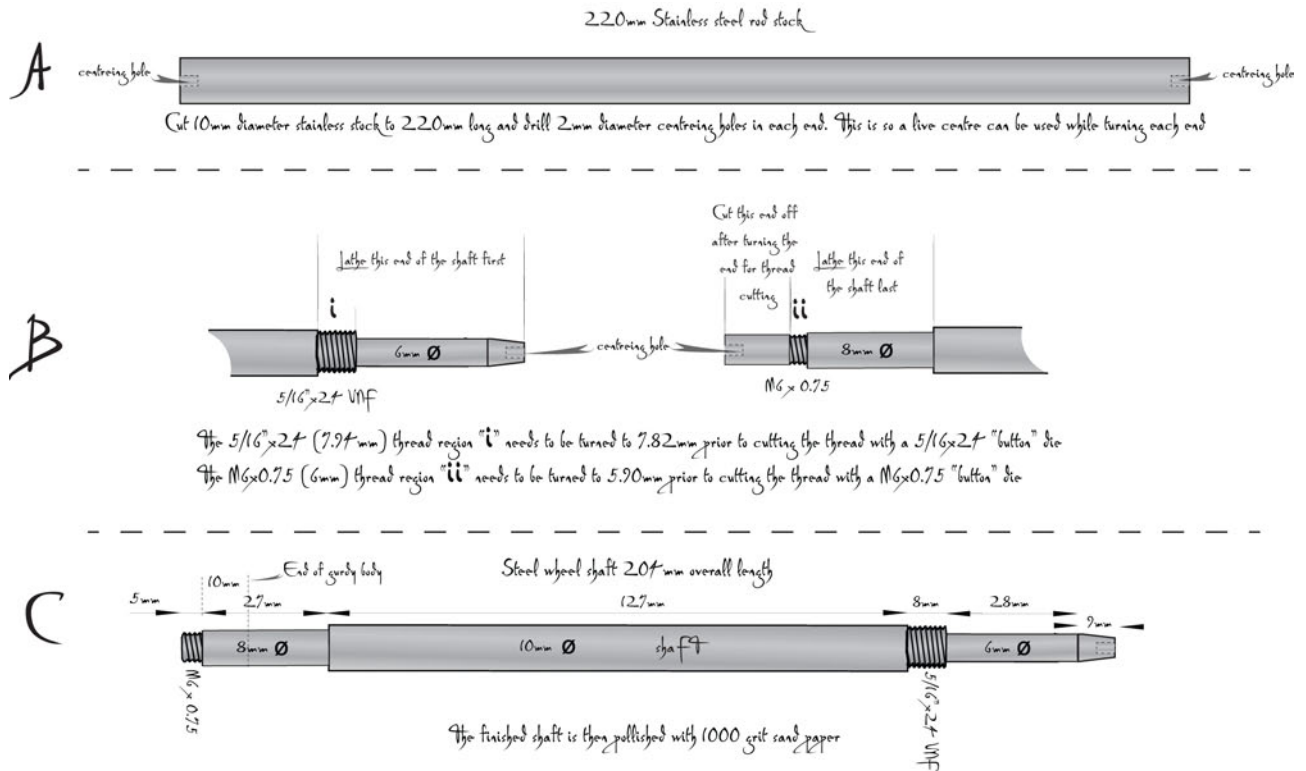 220mm Stainless steel rod stock
A
centreing hole
centreing hole
Cut 10mm diameter stainless stock to 220mm long and drill 2mm diameter centreing holes in each end. This is so a live centre can be used while turning each end
B
Lathe this end of the shaft first
i
6mm Ø
5/16"x24 UNF
centreing hole
Cut this end off
after turning the
end for thread
cutting
ii
Lathe this end of
the shaft last
8mm Ø
M6 x 0.75
The 5/16"x24 (7.94mm) thread region "i" needs to be turned to 7.82mm prior to cutting the thread with a 5/16x24 "button" die
The M6x0.75 (6mm) thread region "ii" needs to be turned to 5.90mm prior to cutting the thread with a M6x0.75 "button" die
C
Steel wheel shaft 204mm overall length
End of gurdy body
10mm
5mm
27mm
127mm
8mm
28mm
9mm
8mm Ø
10mm Ø
shaft
6mm Ø
M6 x 0.75
5/16"x24 UNF
The finished shaft is then pollished with 1000 grit sand paper